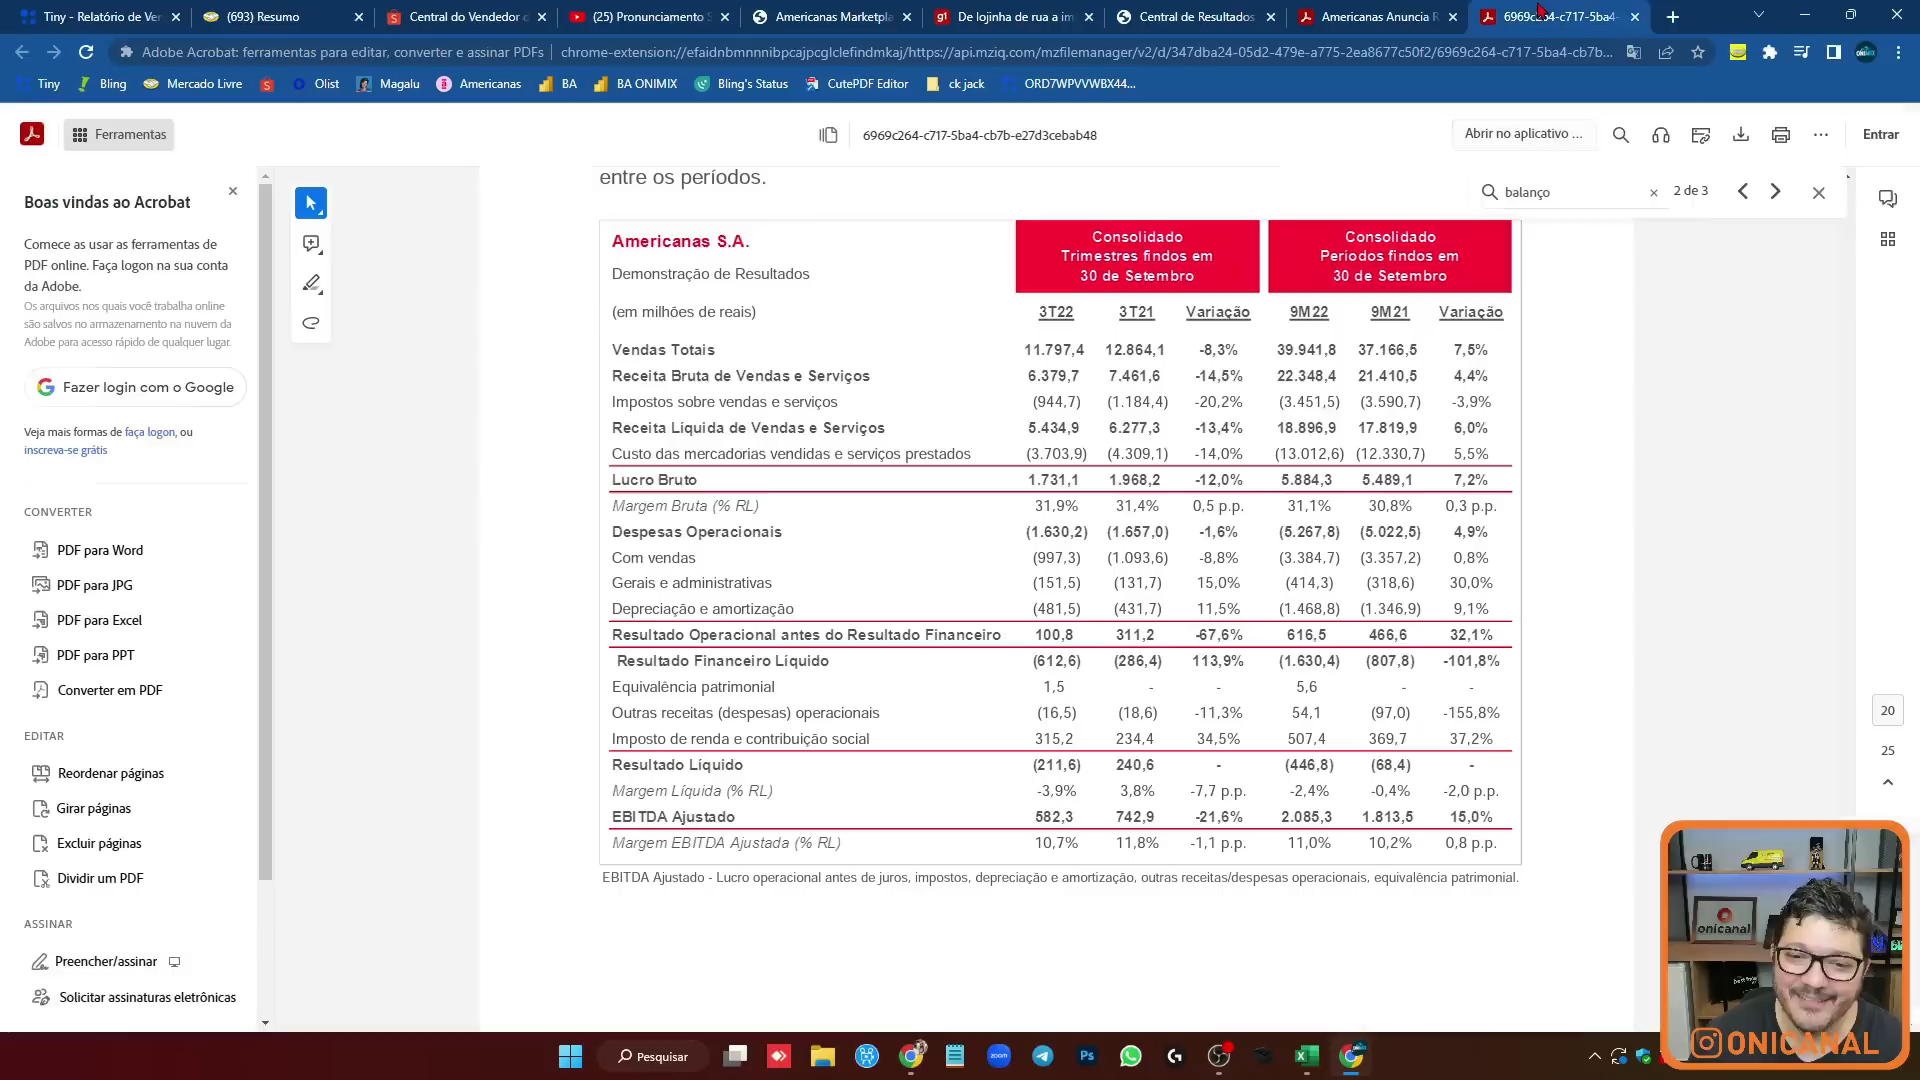 Tiny - Relatório de Ver
(693) Resumo
Central do Vendedor
(25) Pronunciamento S
Americanas Marketpla
De lojinha de rua a im
Central de Resultados
Americanas Anuncia R
6969c264-c717-5ba4-
Adobe Acrobat: ferramentas para editar, converter e assinar PDFs
chrome-extension://efaidnbmnnnibpcajpcglclefindmkaj/https://api.mziq.com/mzfilemanager/v2/d/347dba24-05d2-479e-a775-2ea8677c50f2/6969c264-c717-5ba4-cb7b...
Tiny
Bling
Mercado Livre
Olist
Magalu
Americanas
BA
BA ONIMIX
Bling's Status
CutePDF Editor
ck jack
ORD7WPVVWBX44...
Ferramentas
6969c264-c717-5ba4-cb7b-e27d3cebab48
Abrir no aplicativo ...
Entrar
balanço
2 de 3
Boas vindas ao Acrobat
Comece as usar as ferramentas de
PDF online. Faça logon na sua conta
da Adobe.
Os arquivos nos quais você trabalha online
são salvos no armazenamento na nuvem da
Adobe para acesso rápido de qualquer lugar.
Fazer login com o Google
Veja mais formas de faça logon, ou
inscreva-se grátis
CONVERTER
PDF para Word
PDF para JPG
PDF para Excel
PDF para PPT
Converter em PDF
EDITAR
Reordenar páginas
Girar páginas
Excluir páginas
Dividir um PDF
ASSINAR
Preencher/assinar
Solicitar assinaturas eletrônicas
entre os períodos.
Americanas S.A.
Demonstração de Resultados
Consolidado
Trimestres findos em
30 de Setembro
Consolidado
Períodos findos em
30 de Setembro
(em milhões de reais) 3T22 3T21 Variação 9M22 9M21 Variação
Vendas Totais 11.797,4 12.864,1 -8,3% 39.941,8 37.166,5 7,5%
Receita Bruta de Vendas e Serviços 6.379,7 7.461,6 -14,5% 22.348,4 21.410,5 4,4%
Impostos sobre vendas e serviços (944,7) (1.184,4) -20,2% (3.451,5) (3.590,7) -3,9%
Receita Líquida de Vendas e Serviços 5.434,9 6.277,3 -13,4% 18.896,9 17.819,9 6,0%
Custo das mercadorias vendidas e serviços prestados (3.703,9) (4.309,1) -14,0% (13.012,6) (12.330,7) 5,5%
Lucro Bruto 1.731,1 1.968,2 -12,0% 5.884,3 5.489,1 7,2%
Margem Bruta (% RL) 31,9% 31,4% 0,5 p.p. 31,1% 30,8% 0,3 p.p.
Despesas Operacionais (1.630,2) (1.657,0) -1,6% (5.267,8) (5.022,5) 4,9%
Com vendas (997,3) (1.093,6) -8,8% (3.384,7) (3.357,2) 0,8%
Gerais e administrativas (151,5) (131,7) 15,0% (414,3) (318,6) 30,0%
Depreciação e amortização (481,5) (431,7) 11,5% (1.468,8) (1.346,9) 9,1%
Resultado Operacional antes do Resultado Financeiro 100,8 311,2 -67,6% 616,5 466,6 32,1%
Resultado Financeiro Líquido (612,6) (286,4) 113,9% (1.630,4) (807,8) -101,8%
Equivalência patrimonial 1,5 - - 5,6 - -
Outras receitas (despesas) operacionais (16,5) (18,6) -11,3% 54,1 (97,0) -155,8%
Imposto de renda e contribuição social 315,2 234,4 34,5% 507,4 369,7 37,2%
Resultado Líquido (211,6) 240,6 - (446,8) (68,4) -
Margem Líquida (% RL) -3,9% 3,8% -7,7 p.p. -2,4% -0,4% -2,0 p.p.
EBITDA Ajustado 582,3 742,9 -21,6% 2.085,3 1.813,5 15,0%
Margem EBITDA Ajustada (% RL) 10,7% 11,8% -1,1 p.p. 11,0% 10,2% 0,8 p.p.
EBITDA Ajustado - Lucro operacional antes de juros, impostos, depreciação e amortização, outras receitas/despesas operacionais, equivalência patrimonial.
20
25
onicanal
ONICANAL
Pesquisar
zoom
Ps